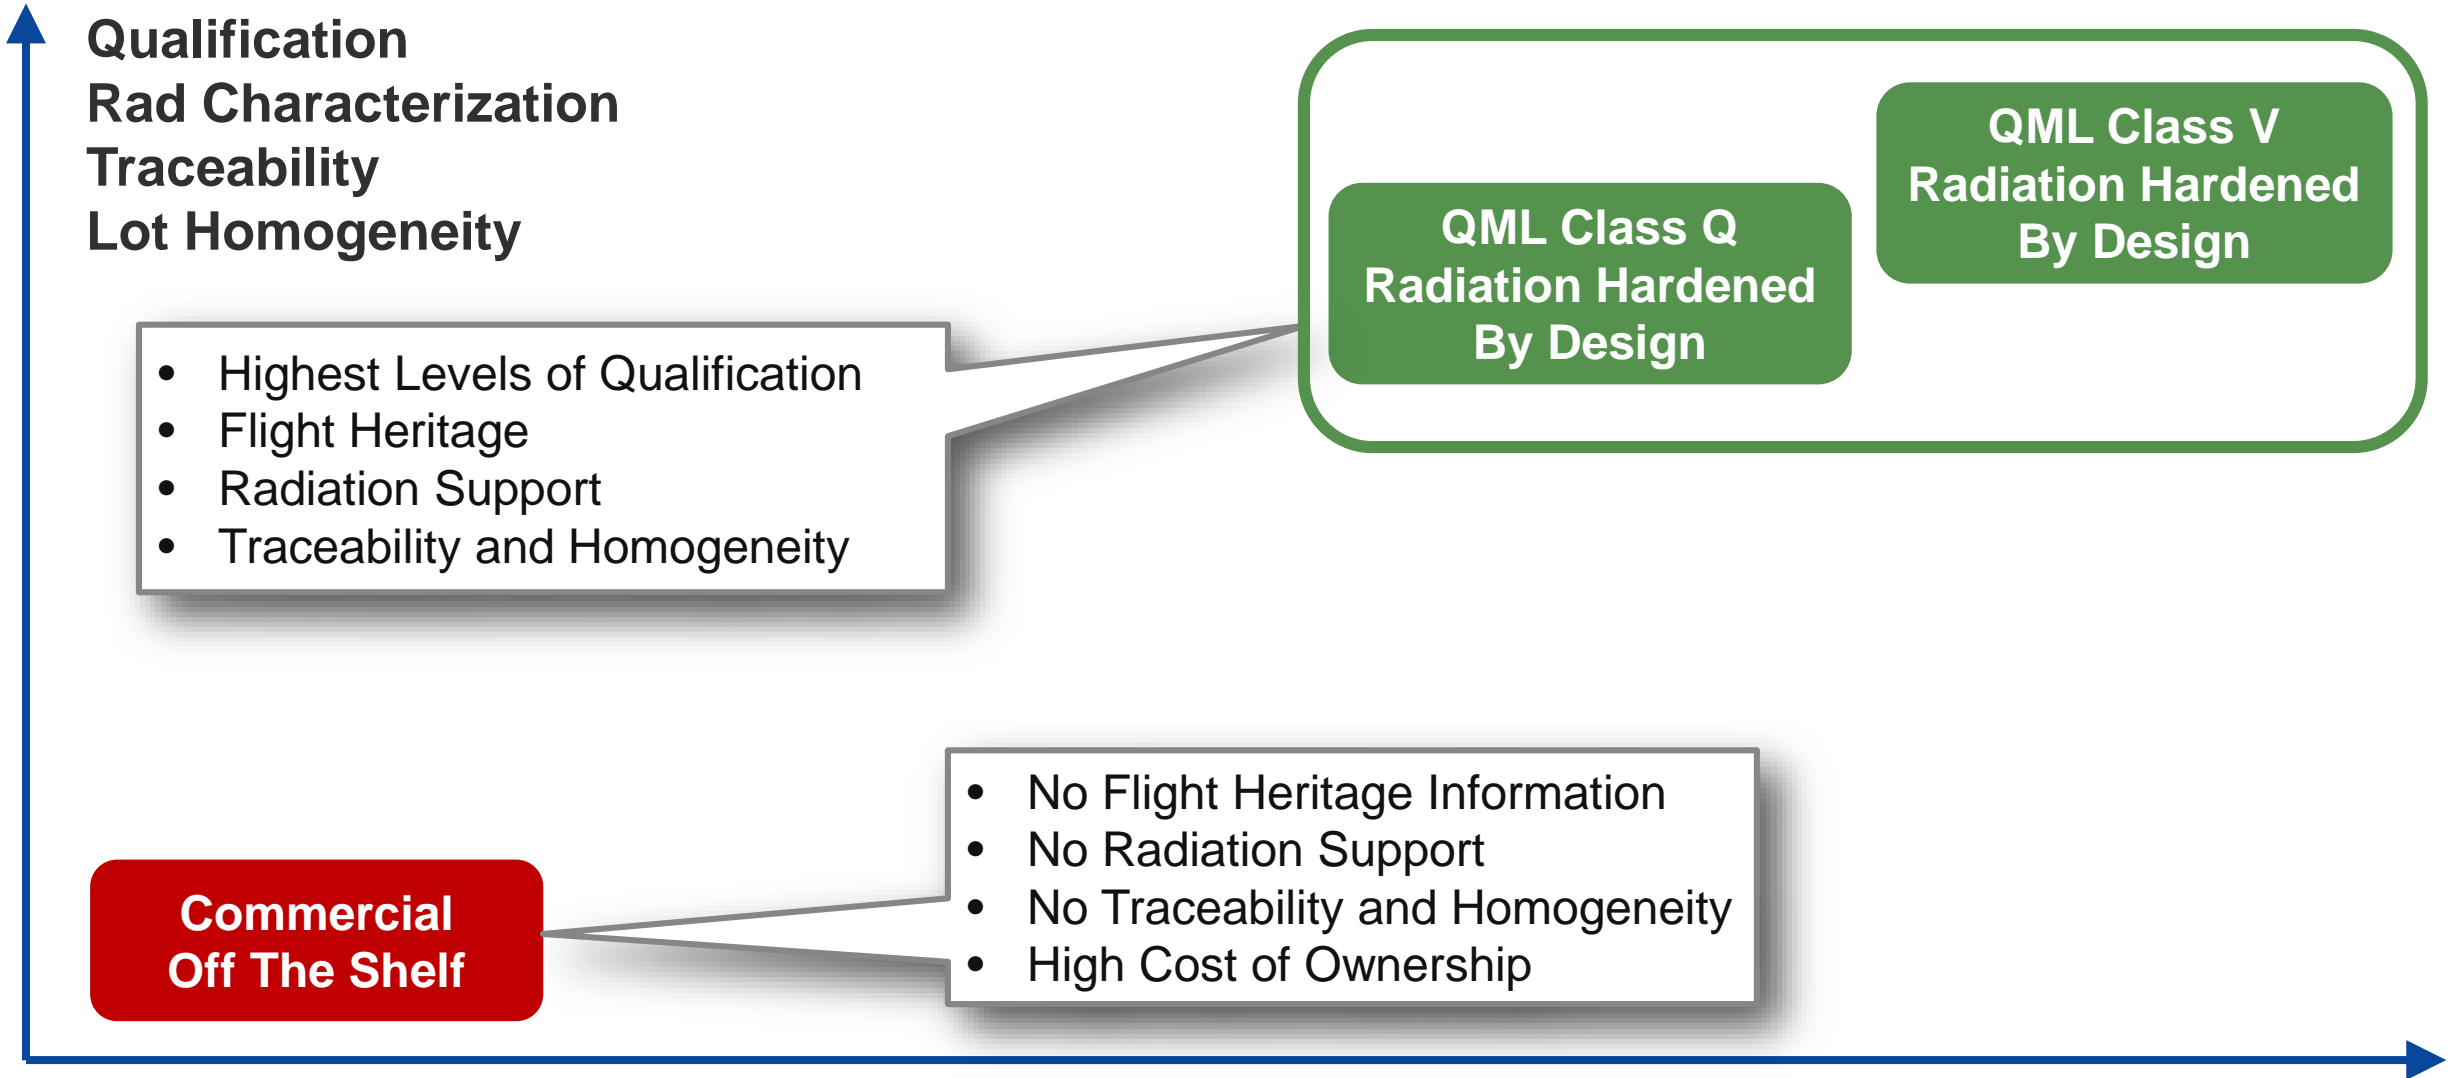 Qualification
Rad Characterization
Traceability
Lot Homogeneity
QML Class V
Radiation Hardened
By Design
QML Class Q
Radiation Hardened
By Design
• Highest Levels of Qualification
• Flight Heritage
• Radiation Support
• Traceability and Homogeneity
• No Flight Heritage Information
• No Radiation Support
• No Traceability and Homogeneity
• High Cost of Ownership
Commercial
Off The Shelf